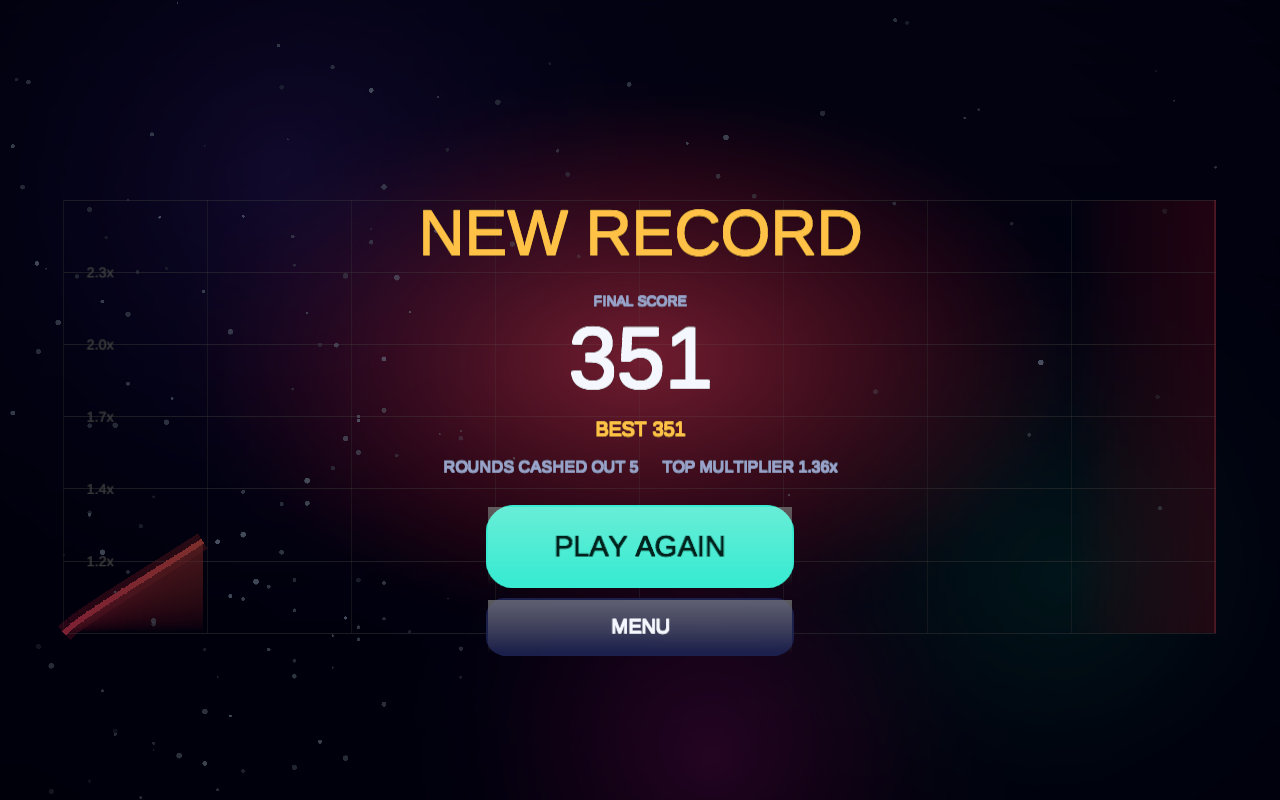 NEW RECORD
2.3x
FINAL SCORE
2.0x
351
1.7x
BEST 351
ROUNDS CASHED OUT 5 TOP MULTIPLIER 1.36x
1.4x
PLAY AGAIN
1.2x
MENU